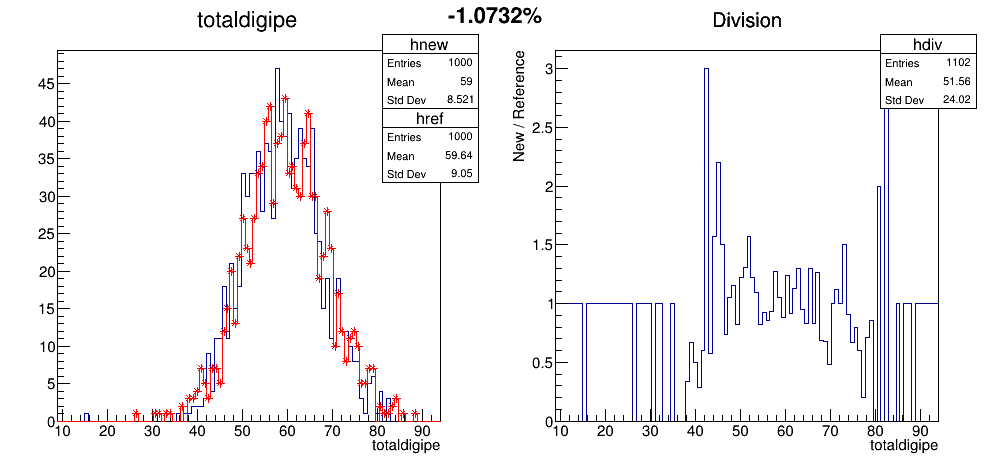 -1.0732%
totaldigipe
hnew
Entries 1000
Mean 59
Std Dev 8.521
href
Entries 1000
Mean 59.64
Std Dev 9.05
45
40
35
30
25
20
15
10
5
0
10 20 30 40 50 60 70 80 90
totaldigipe
Division
hdiv
Entries 1102
Mean 51.56
Std Dev 24.02
New / Reference
3
2.5
2
1.5
1
0.5
0
10 20 30 40 50 60 70 80 90
totaldigipe